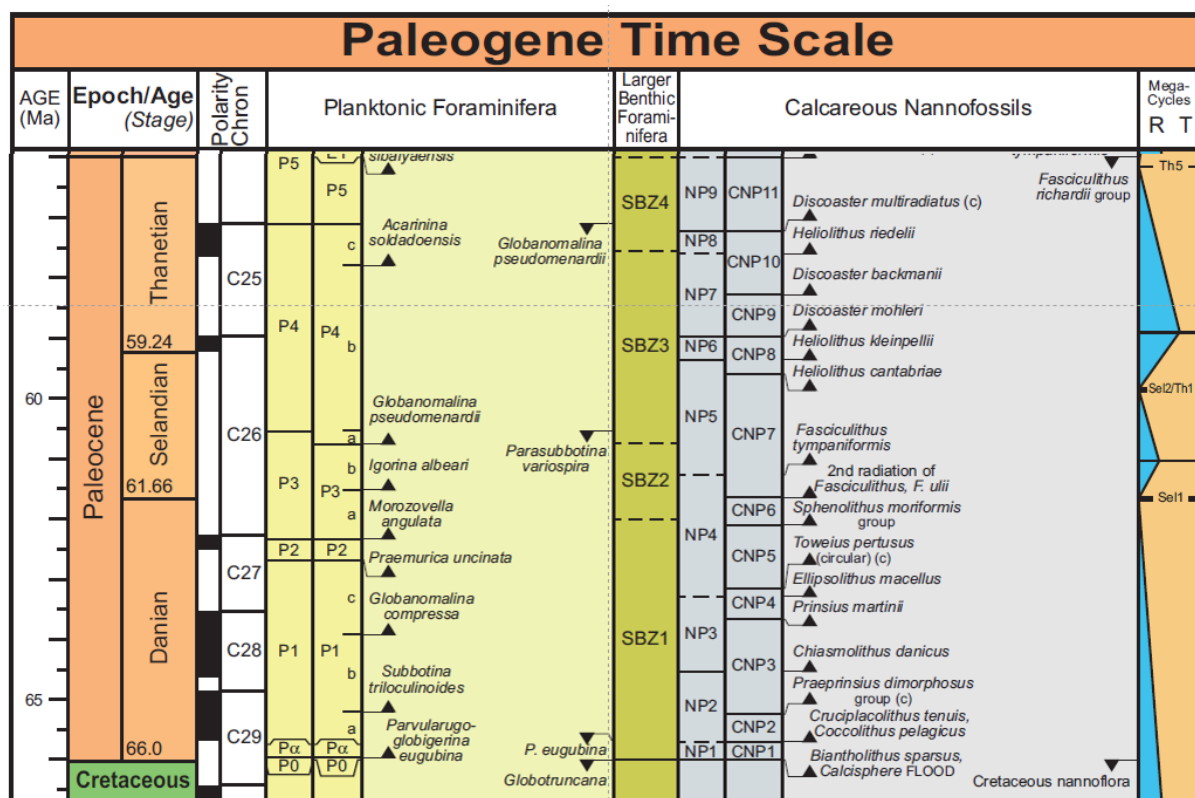 Paleogene Time Scale
AGE
(Ma)
Epoch/Age
(Stage)
Polarity
Chron
Planktonic Foraminifera
Larger
Benthic
Forami-
nifera
Calcareous Nannofossils
Mega-
Cycles
R T
60
65
Paleocene
Thanetian
59.24
Selandian
61.66
Danian
66.0
Cretaceous
C25
C26
C27
C28
C29
P5
P4
P3
P2
P1
Pα
P0
E1
P5
c
P4
b
a
b
P3
a
P2
c
P1
b
a
Pα
P0
sibaiyaensis
Acarinina
soldadoensis
Globanomalina
pseudomenardii
Igorina albeari
Morozovella
angulata
Praemurica uncinata
Globanomalina
compressa
Subbotina
triloculinoides
Parvularugo-
globigerina
eugubina
Globanomalina
pseudomenardii
Parasubbotina
variospira
P. eugubina
Globotruncana
SBZ4
SBZ3
SBZ2
SBZ1
NP9
NP8
NP7
NP6
NP5
NP4
NP3
NP2
NP1
CNP11
CNP10
CNP9
CNP8
CNP7
CNP6
CNP5
CNP4
CNP3
CNP2
CNP1
tympaniformis
Fasciculithus
richardii group
Discoaster multiradiatus (c)
Heliolithus riedelii
Discoaster backmanii
Discoaster mohleri
Heliolithus kleinpellii
Heliolithus cantabriae
Fasciculithus
tympaniformis
2nd radiation of
Fasciculithus, F. ulii
Sphenolithus moriformis
group
Toweius pertusus
(circular) (c)
Ellipsolithus macellus
Prinsius martinii
Chiasmolithus danicus
Praeprinsius dimorphosus
group (c)
Cruciplacolithus tenuis,
Coccolithus pelagicus
Biantholithus sparsus,
Calcisphere FLOOD
Cretaceous nannoflora
Th5
Sel2/Th1
Sel1